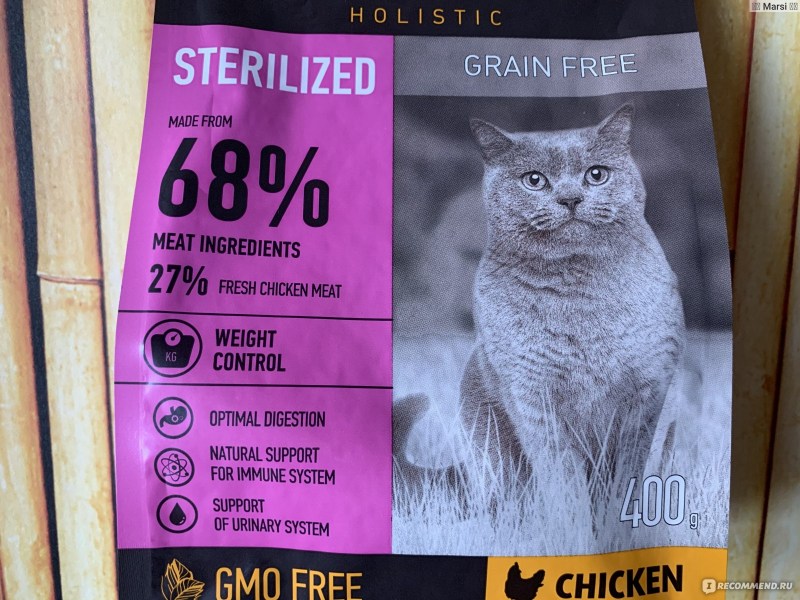 Marsi
HOLISTIC
STERILIZED
GRAIN FREE
MADE FROM
68%
MEAT INGREDIENTS
27% FRESH CHICKEN MEAT
KG
WEIGHT
CONTROL
OPTIMAL DIGESTION
NATURAL SUPPORT
FOR IMMUNE SYSTEM
SUPPORT
OF URINARY SYSTEM
400g
GMO FREE
CHICKEN
IRECOMMEND.RU